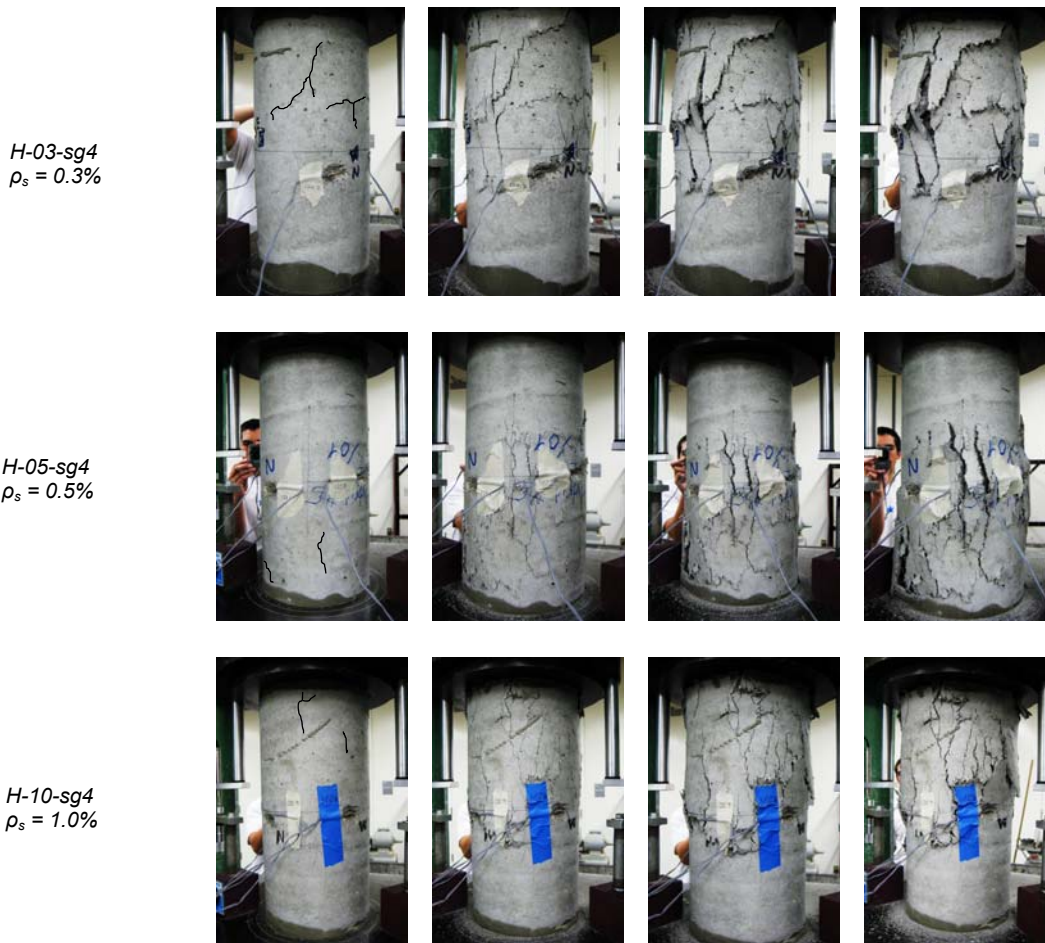 H-03-sg4
ρₛ = 0.3%
N
H-05-sg4
ρₛ = 0.5%
N
H-10-sg4
ρₛ = 1.0%
N